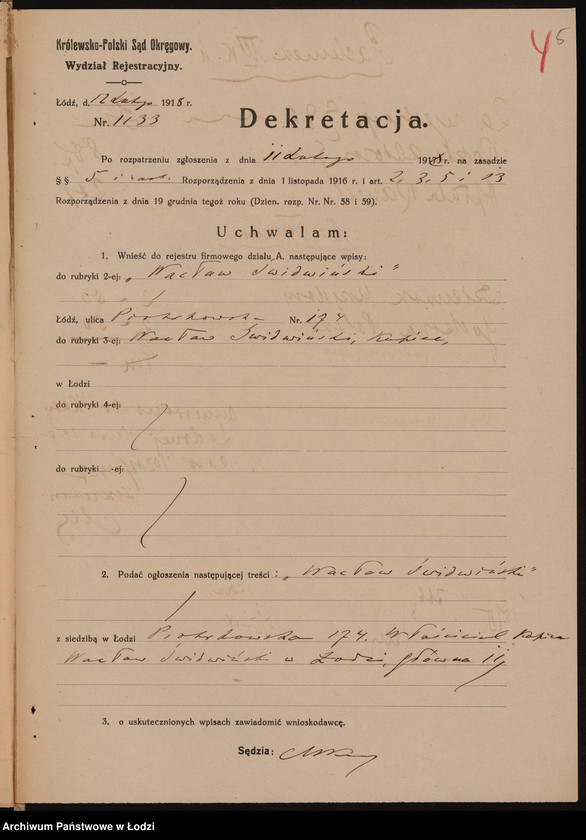 4 5
Królewsko-Polski Sąd Okręgowy.
Wydział Rejestracyjny.
Łódź, d. 12 Lutego 1918 r.
Nr. 1133
Dekretacja.
Po rozpatrzeniu zgłoszenia z dnia 11 Lutego 1918 r. na zasadzie
§ § 5 i nast. Rozporządzenia z dnia 1 listopada 1916 r. i art. 2, 3, 5 i 13
Rozporządzenia z dnia 19 grudnia tegoż roku (Dzien. rozp. Nr. Nr. 58 i 59).
Uchwalam:
1. Wnieść do rejestru firmowego działu A. następujące wpisy:
do rubryki 2-ej: „Wacław Świdwiński"
Łódź, ulica Piotrkowska Nr. 174
do rubryki 3-ej: Wacław Świdwiński, kupiec,
w Łodzi
do rubryki 4-ej:
do rubryki -ej:
2. Podać ogłoszenia następującej treści: „Wacław Świdwiński"
z siedzibą w Łodzi Piotrkowska 174. Właściciel kupiec
Wacław Świdwiński w Łodzi, Główna 11
3. o uskutecznionych wpisach zawiadomić wnioskodawcę.
Sędzia:
Archiwum Państwowe w Łodzi